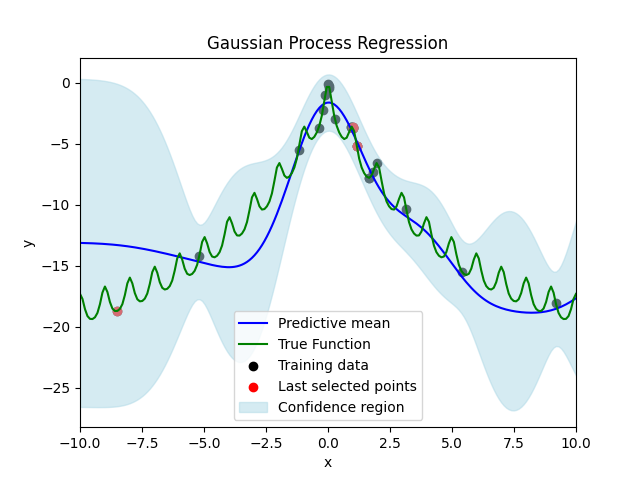 Gaussian Process Regression
y
0
−5
−10
−15
−20
−25
−10.0 −7.5 −5.0 −2.5 0.0 2.5 5.0 7.5 10.0
x
Predictive mean
True Function
Training data
Last selected points
Confidence region